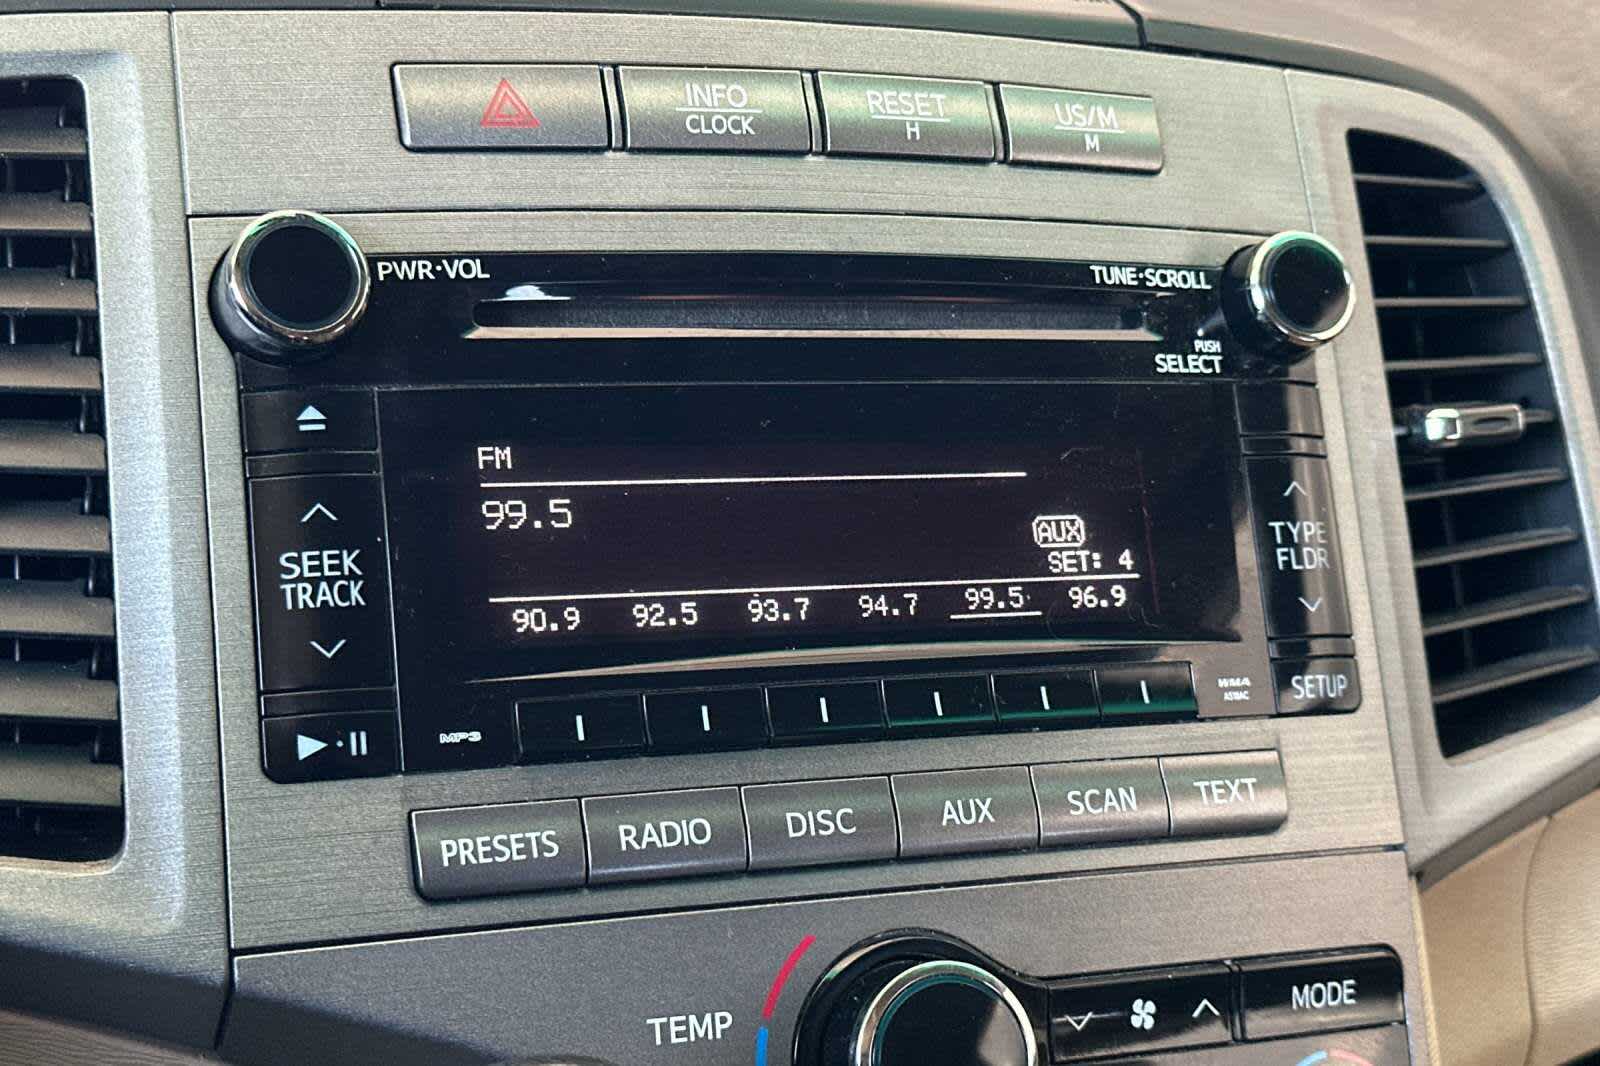 INFO
CLOCK
RESET
H
US/M
M
PWR·VOL
TUNE·SCROLL
PUSH
SELECT
FM
99.5
AUX
SET: 4
90.9 92.5 93.7 94.7 99.5 96.9
SEEK
TRACK
TYPE
FLDR
SETUP
MP3
WMA
PRESETS RADIO DISC AUX SCAN TEXT
TEMP
MODE